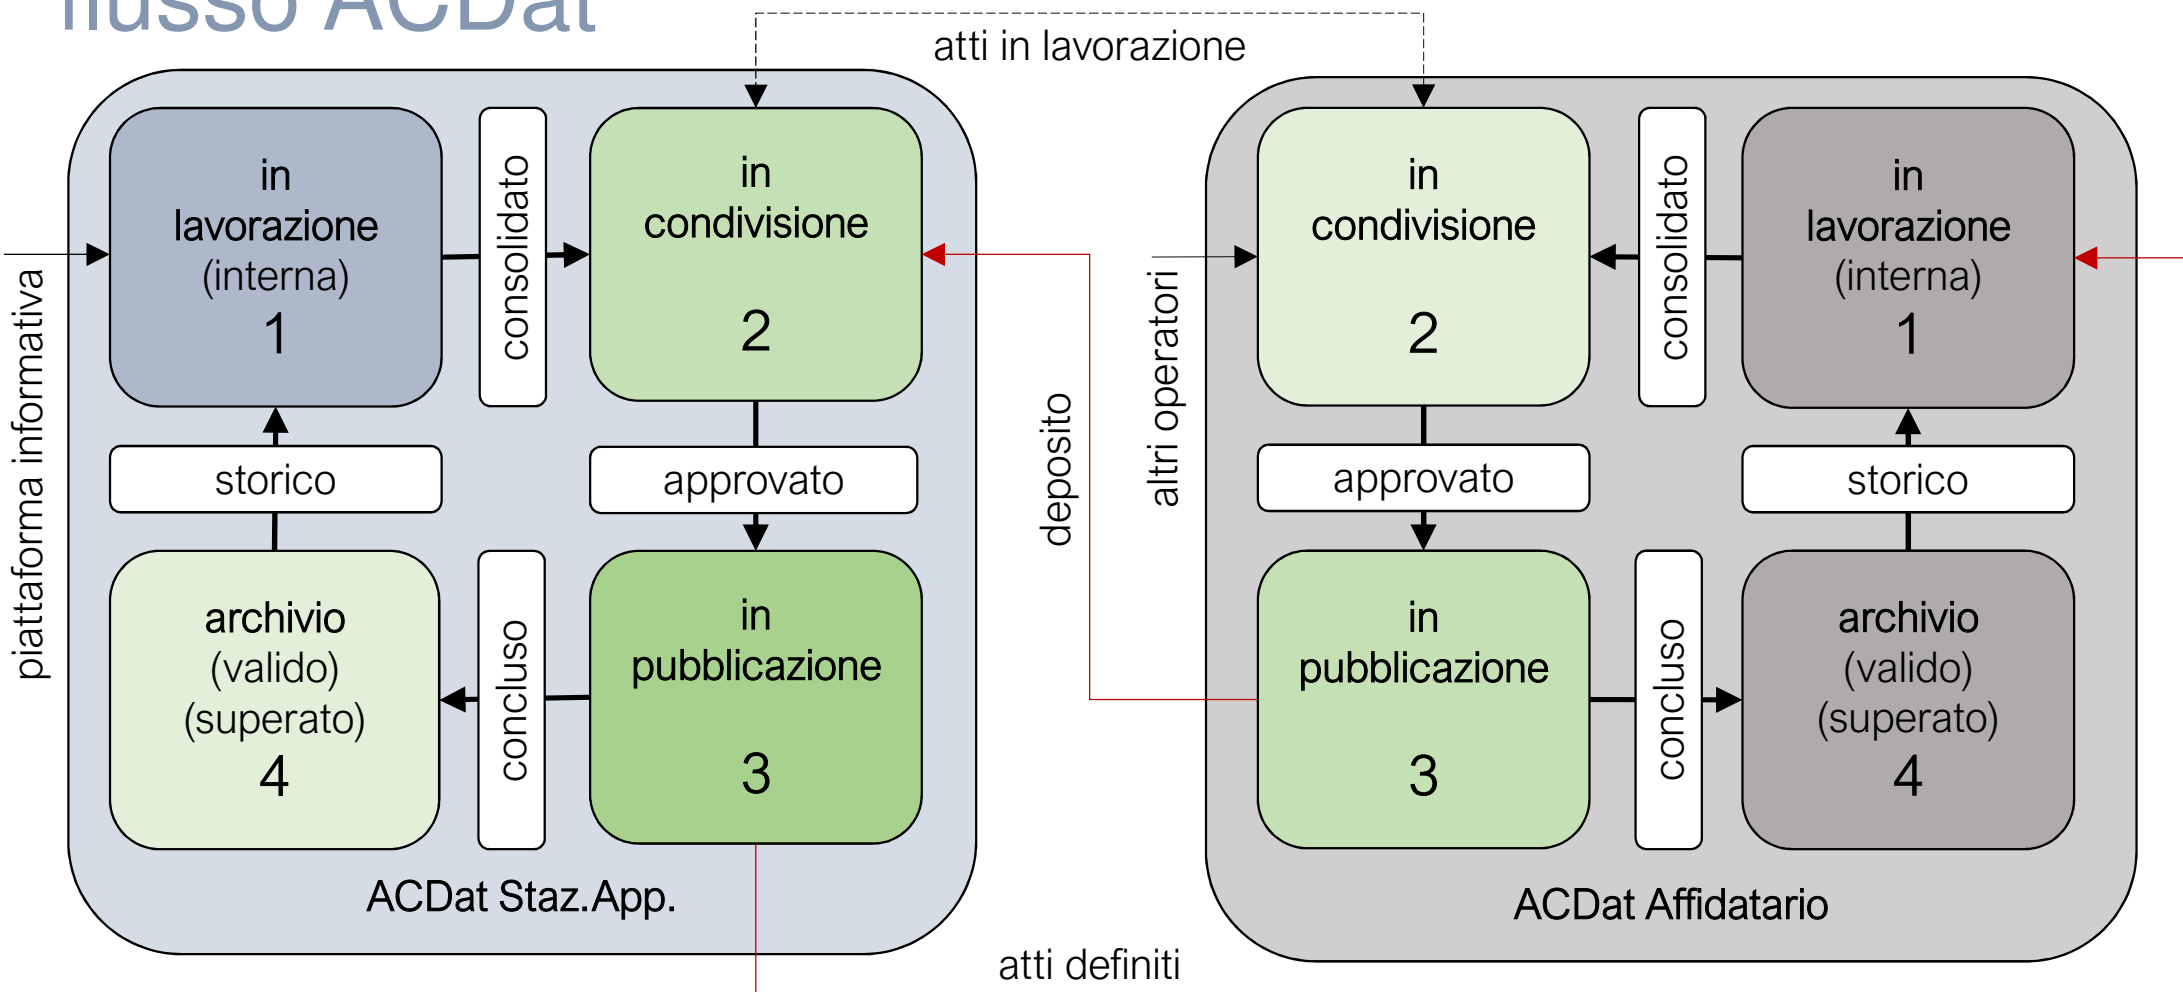 flusso ACDat
atti in lavorazione
piattaforma informativa
in
lavorazione
(interna)
1
consolidato
in
condivisione
2
storico
approvato
archivio
(valido)
(superato)
4
concluso
in
pubblicazione
3
ACDat Staz.App.
deposito
altri operatori
in
condivisione
2
consolidato
in
lavorazione
(interna)
1
approvato
storico
in
pubblicazione
3
concluso
archivio
(valido)
(superato)
4
ACDat Affidatario
atti definiti